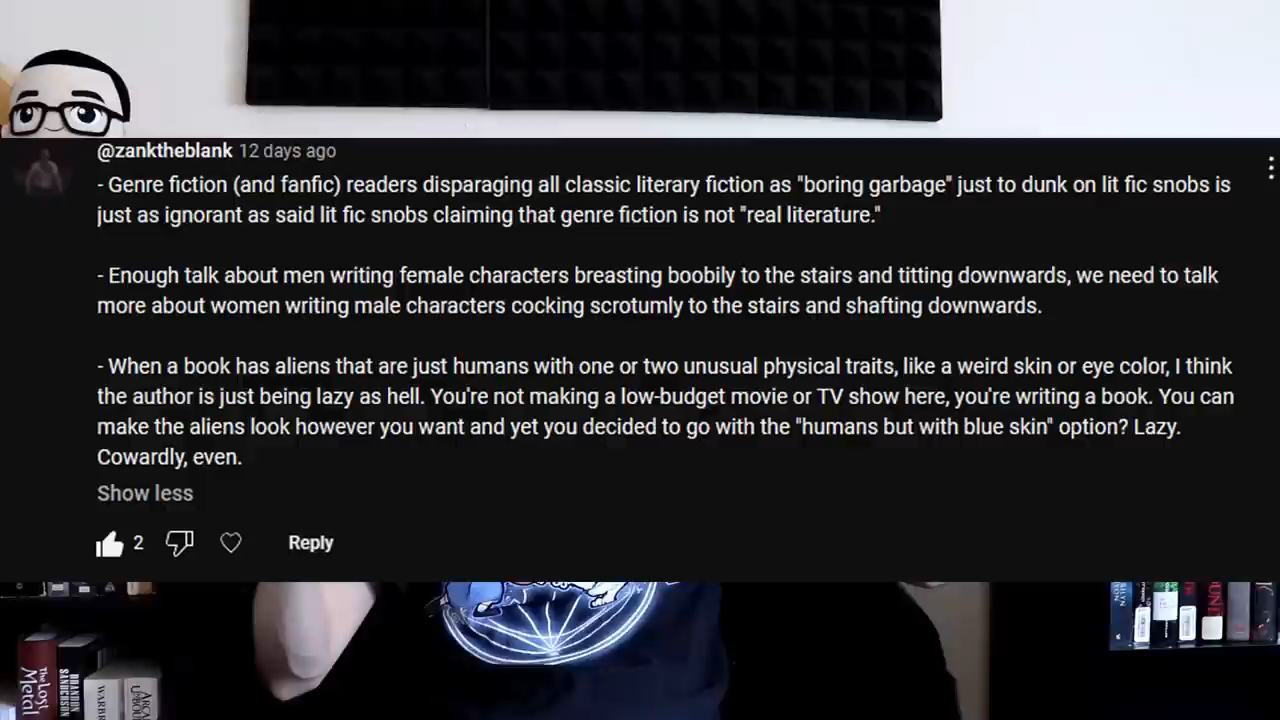 @zanktheblank 12 days ago
- Genre fiction (and fanfic) readers disparaging all classic literary fiction as "boring garbage" just to dunk on lit fic snobs is
just as ignorant as said lit fic snobs claiming that genre fiction is not "real literature."
- Enough talk about men writing female characters breasting boobily to the stairs and titting downwards, we need to talk
more about women writing male characters cocking scrotumly to the stairs and shafting downwards.
- When a book has aliens that are just humans with one or two unusual physical traits, like a weird skin or eye color, I think
the author is just being lazy as hell. You're not making a low-budget movie or TV show here, you're writing a book. You can
make the aliens look however you want and yet you decided to go with the "humans but with blue skin" option? Lazy.
Cowardly, even.
Show less
2 Reply
The Lost
Metal
BRANDON
SANDERSON